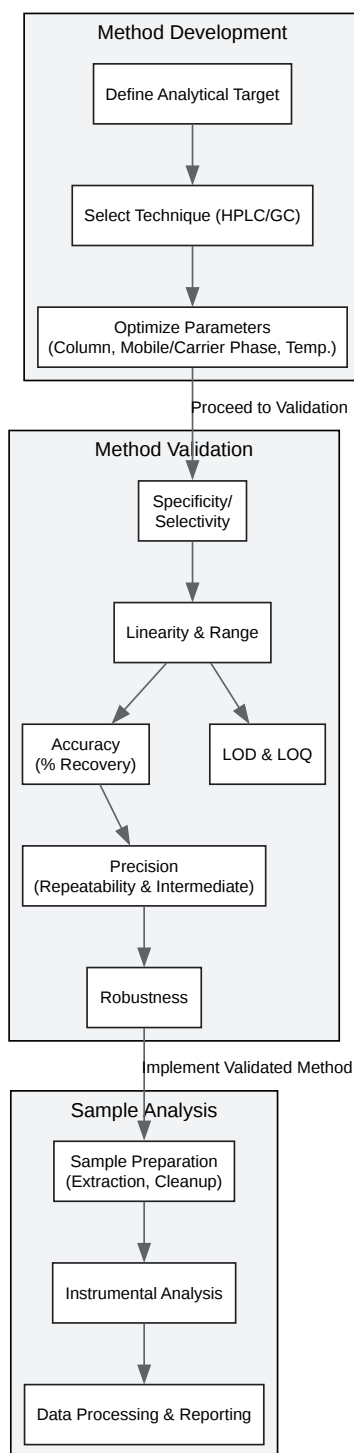 Method Development
Define Analytical Target
Select Technique (HPLC/GC)
Optimize Parameters
(Column, Mobile/Carrier Phase, Temp.)
Proceed to Validation
Method Validation
Specificity/
Selectivity
Linearity & Range
Accuracy
(% Recovery)
LOD & LOQ
Precision
(Repeatability & Intermediate)
Robustness
Implement Validated Method
Sample Analysis
Sample Preparation
(Extraction, Cleanup)
Instrumental Analysis
Data Processing & Reporting